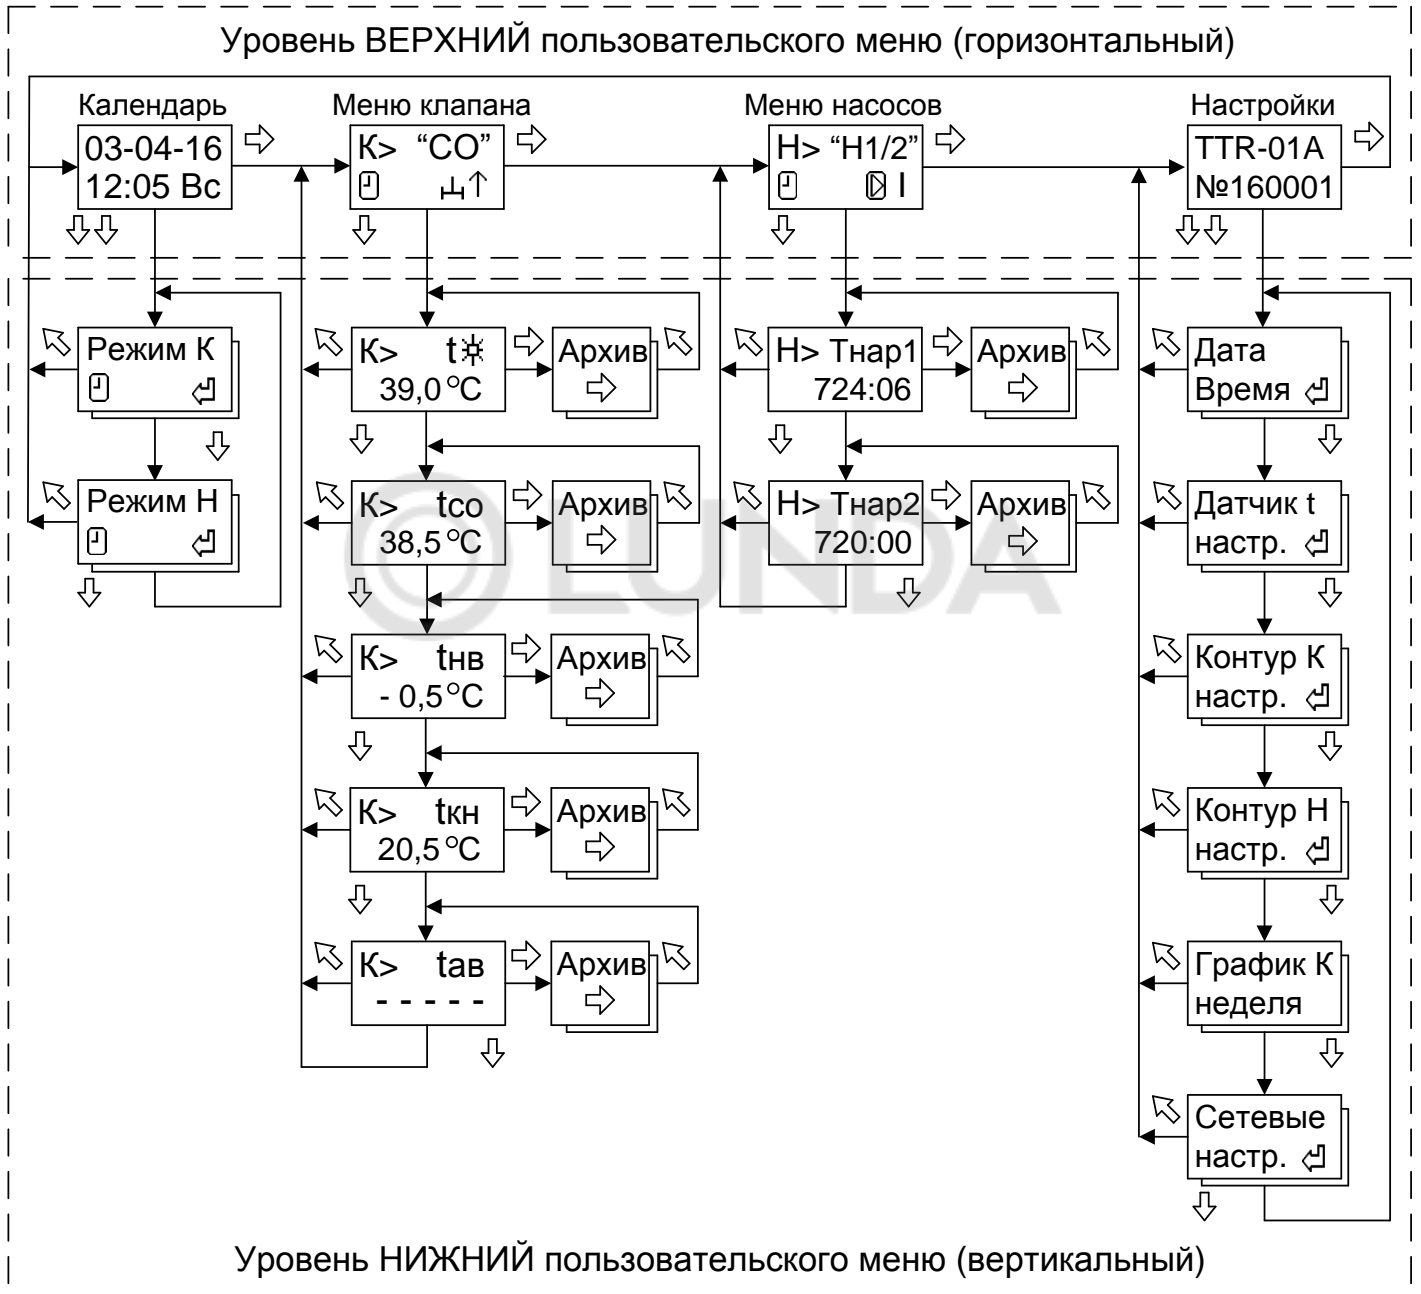 Уровень ВЕРХНИЙ пользовательского меню (горизонтальный)
Календарь
03-04-16
12:05 Вс
Меню клапана
К> “СО”
Меню насосов
Н> “Н1/2”
I
Настройки
TTR-01A
№160001
Режим К
Режим Н
К> t
39,0 °C
Архив
К> tсо
38,5 °C
Архив
К> tнв
- 0,5 °C
Архив
К> tкн
20,5 °C
Архив
К> tав
- - - - -
Архив
Н> Тнар1
724:06
Архив
Н> Тнар2
720:00
Архив
Дата
Время
Датчик t
настр.
Контур К
настр.
Контур Н
настр.
График К
неделя
Сетевые
настр.
LUNDA
Уровень НИЖНИЙ пользовательского меню (вертикальный)